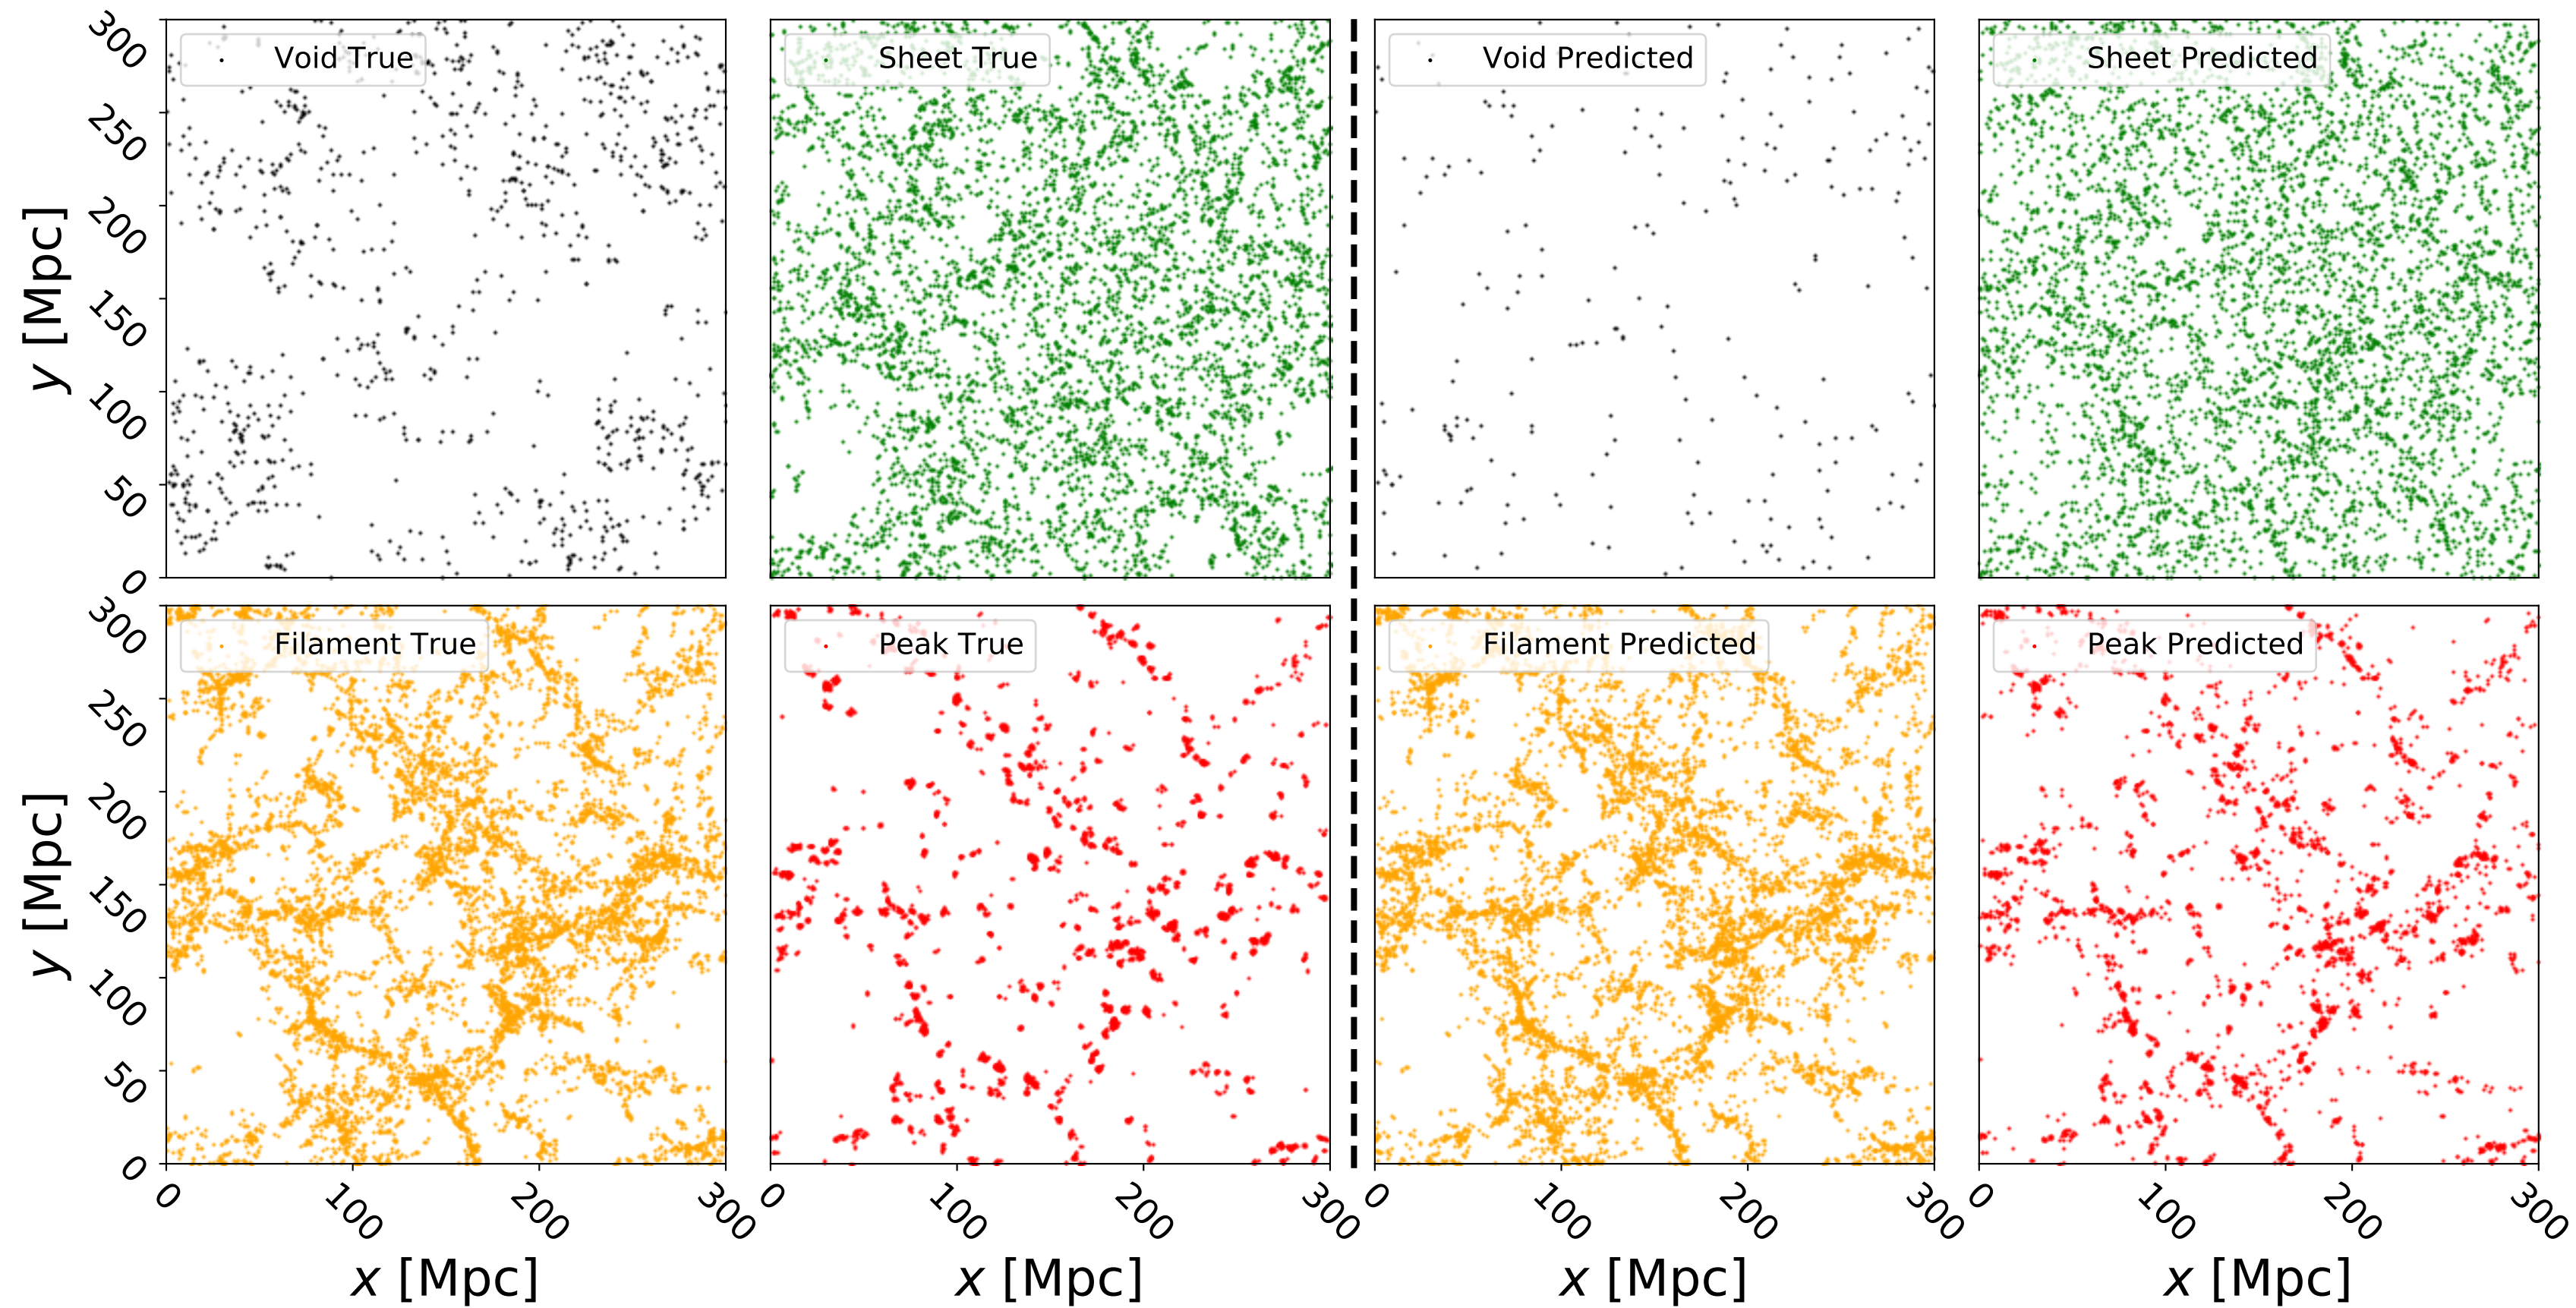 Void True
Sheet True
Void Predicted
Sheet Predicted
300
250
200
150
100
50
0
y [Mpc]
Filament True
Peak True
Filament Predicted
Peak Predicted
300
250
200
150
100
50
0
y [Mpc]
0 100 200 300
0 100 200 300
0 100 200 300
0 100 200 300
x [Mpc]
x [Mpc]
x [Mpc]
x [Mpc]